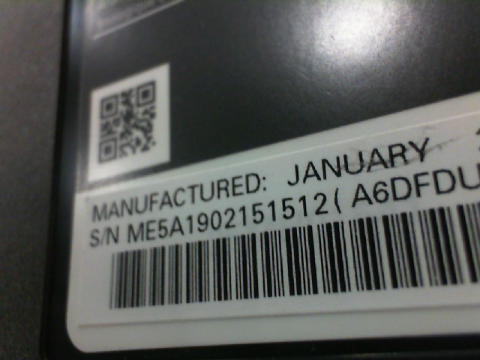 MANUFACTURED: JANUARY
S/N ME5A1902151512( A6DFDU